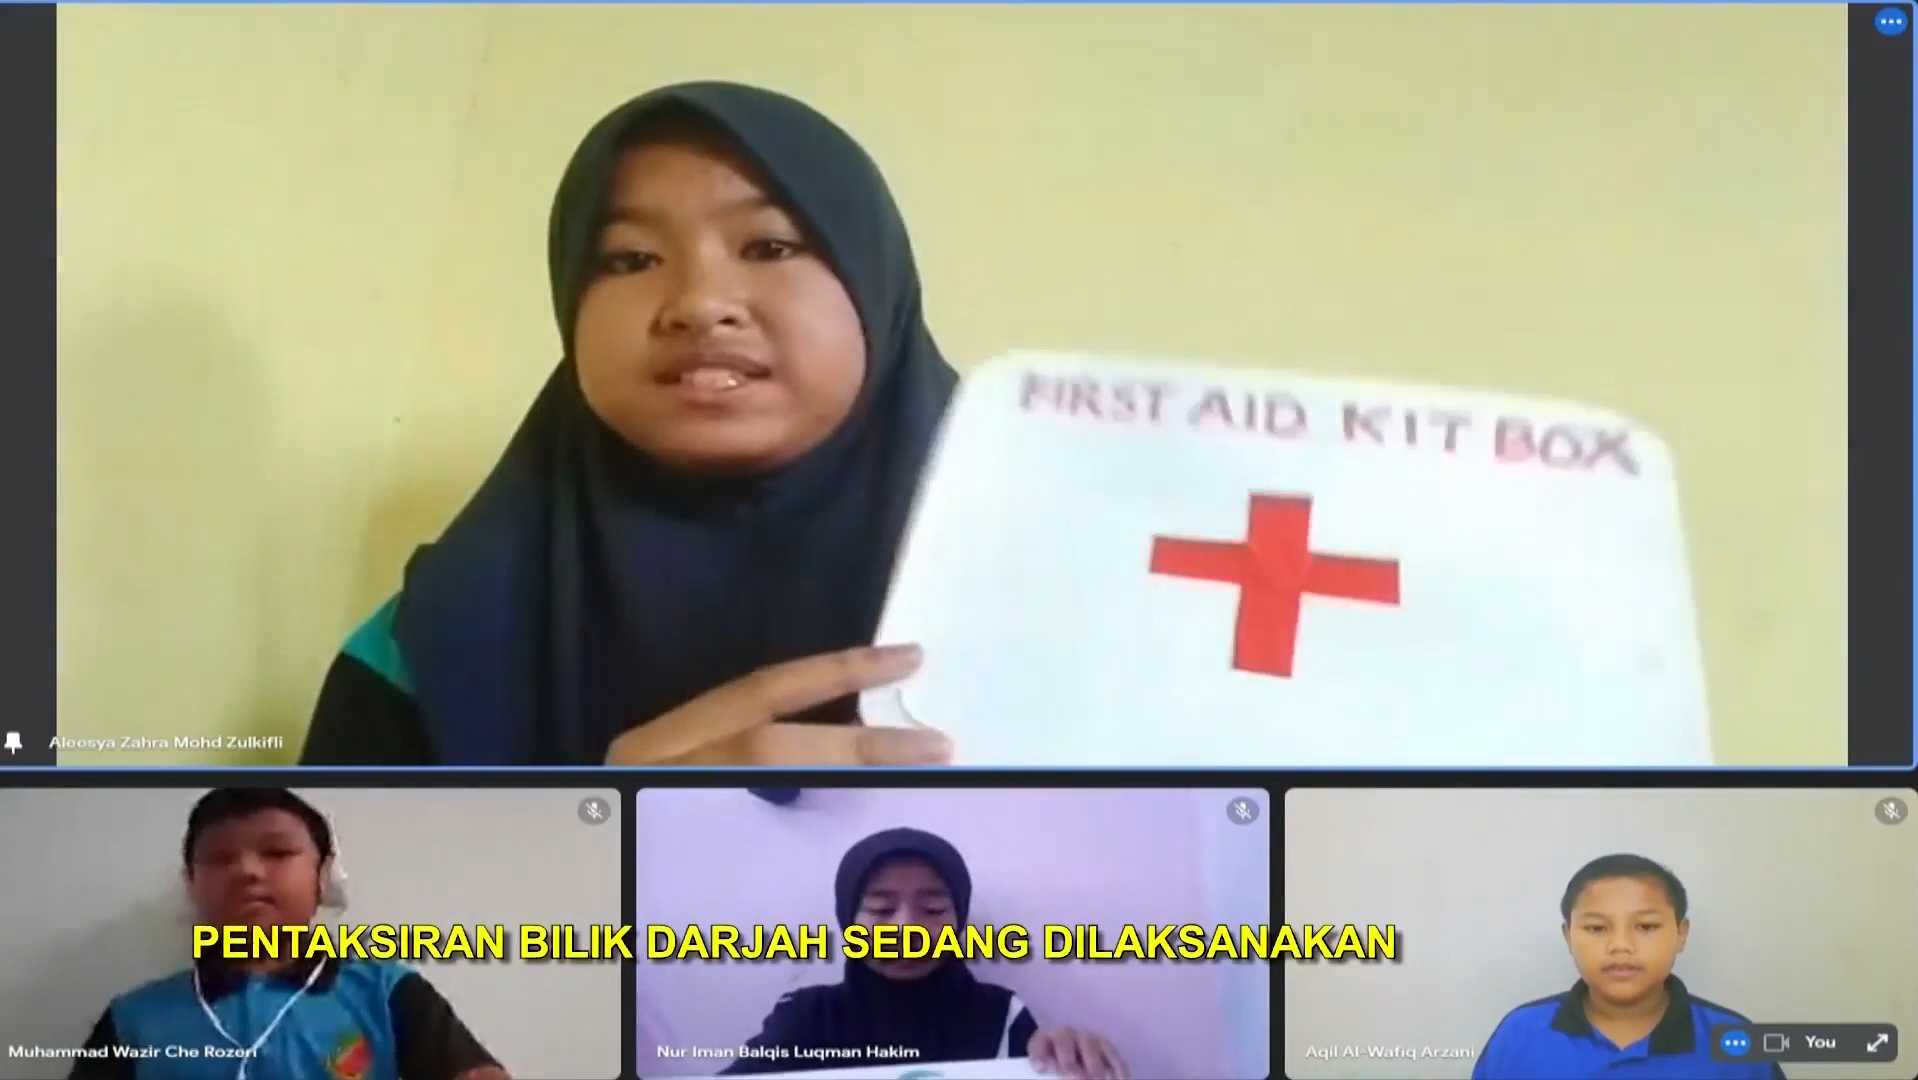 FIRST AID KIT BOX
Aleesya Zahra Mohd Zulkifli
PENTAKSIRAN BILIK DARJAH SEDANG DILAKSANAKAN
Muhammad Wazir Che Rozeri
Nur Iman Balqis Luqman Hakim
Aqil Al-Wafiq Arzani
You